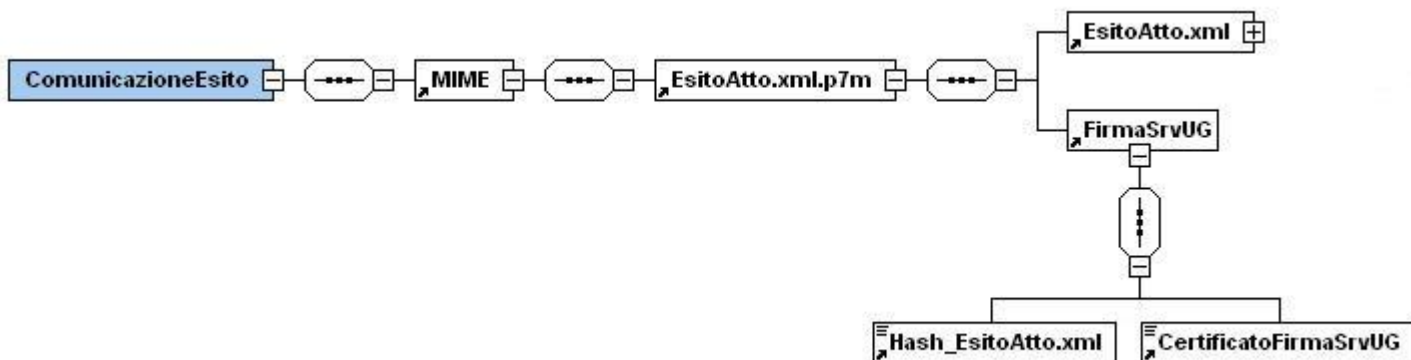 EsitoAtto.xml
ComunicazioneEsito
MIME
EsitoAtto.xml.p7m
FirmaSrvUG
Hash_EsitoAtto.xml
CertificatoFirmaSrvUG